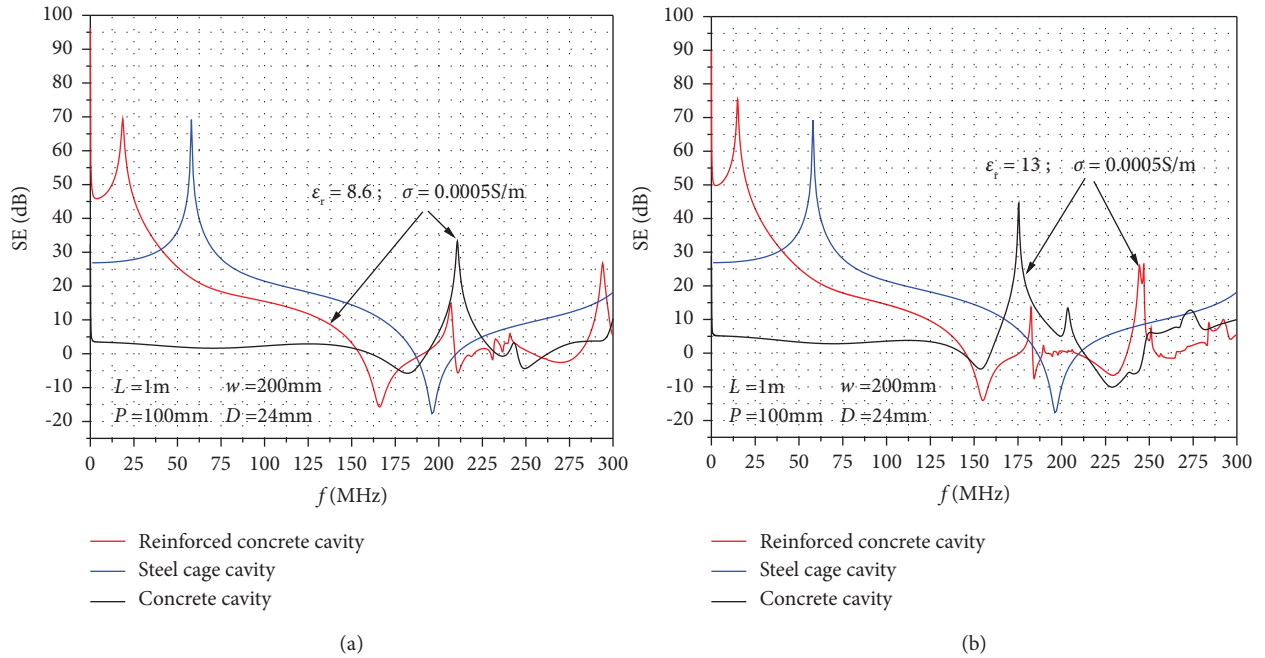 100
90
80
70
60
50
40
30
20
10
0
-10
-20
SE (dB)
εr = 8.6 ; σ = 0.0005S/m
L = 1m w = 200mm
P = 100mm D = 24mm
0 25 50 75 100 125 150 175 200 225 250 275 300
f (MHz)
Reinforced concrete cavity
Steel cage cavity
Concrete cavity
(a)
100
90
80
70
60
50
40
30
20
10
0
-10
-20
SE (dB)
εr = 13 ; σ = 0.0005S/m
L = 1m w = 200mm
P = 100mm D = 24mm
0 25 50 75 100 125 150 175 200 225 250 275 300
f (MHz)
Reinforced concrete cavity
Steel cage cavity
Concrete cavity
(b)